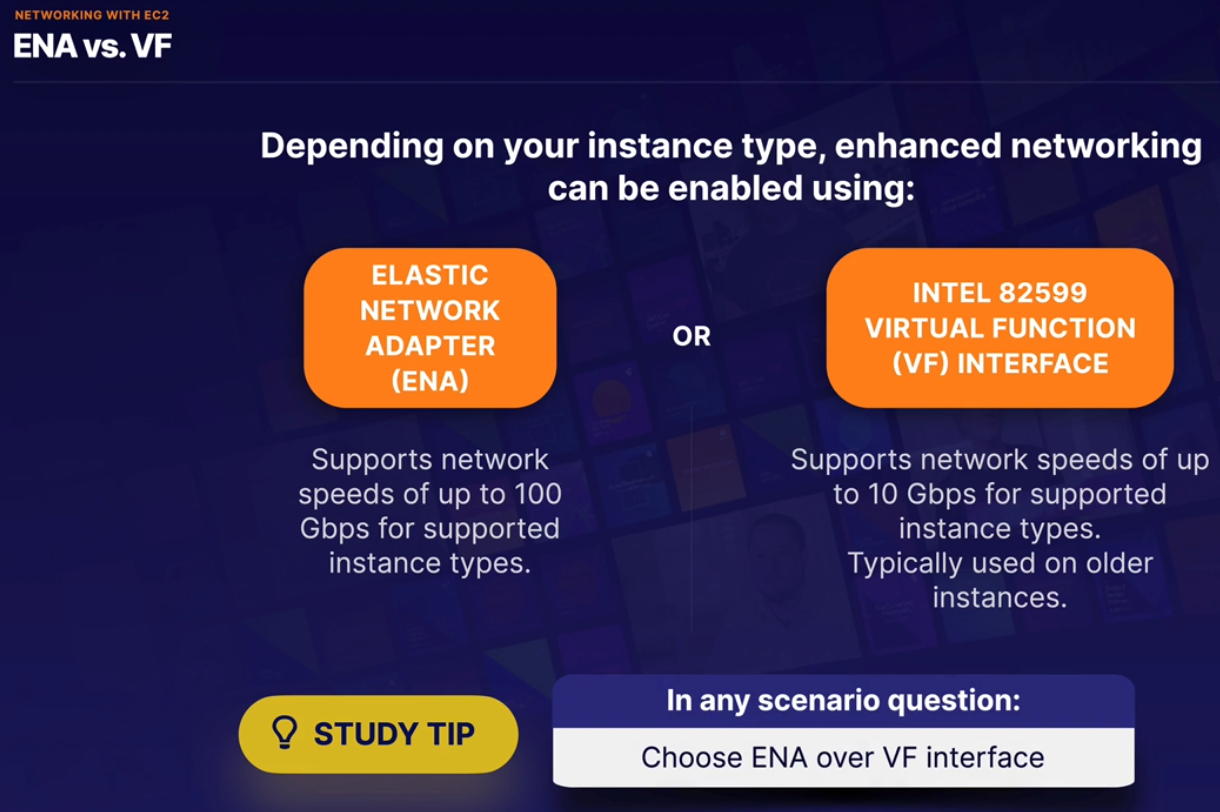 NETWORKING WITH EC2
ENA vs. VF
Depending on your instance type, enhanced networking
can be enabled using:
ELASTIC
NETWORK
ADAPTER
(ENA)
OR
INTEL 82599
VIRTUAL FUNCTION
(VF) INTERFACE
Supports network
speeds of up to 100
Gbps for supported
instance types.
Supports network speeds of up
to 10 Gbps for supported
instance types.
Typically used on older
instances.
STUDY TIP
In any scenario question:
Choose ENA over VF interface